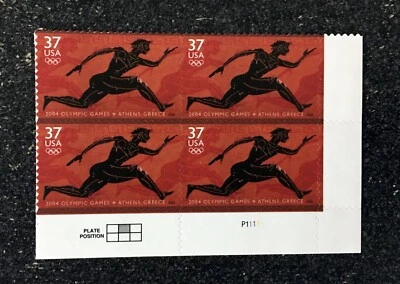 37
USA
2004 OLYMPIC GAMES ATHENS, GREECE
37
USA
2004 OLYMPIC GAMES ATHENS, GREECE
37
USA
2004 OLYMPIC GAMES ATHENS, GREECE
37
USA
2004 OLYMPIC GAMES ATHENS, GREECE
PLATE
POSITION
P111